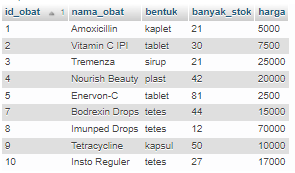 id_obat 1 nama_obat bentuk banyak_stok harga
1 Amoxicillin kaplet 21 5000
2 Vitamin C IPI tablet 30 7500
3 Tremenza sirup 21 25000
4 Nourish Beauty plast 42 20000
5 Enervon-C tablet 81 2500
7 Bodrexin Drops tetes 44 15000
8 Imunped Drops tetes 12 70000
9 Tetracycline kapsul 50 10000
10 Insto Reguler tetes 27 17000